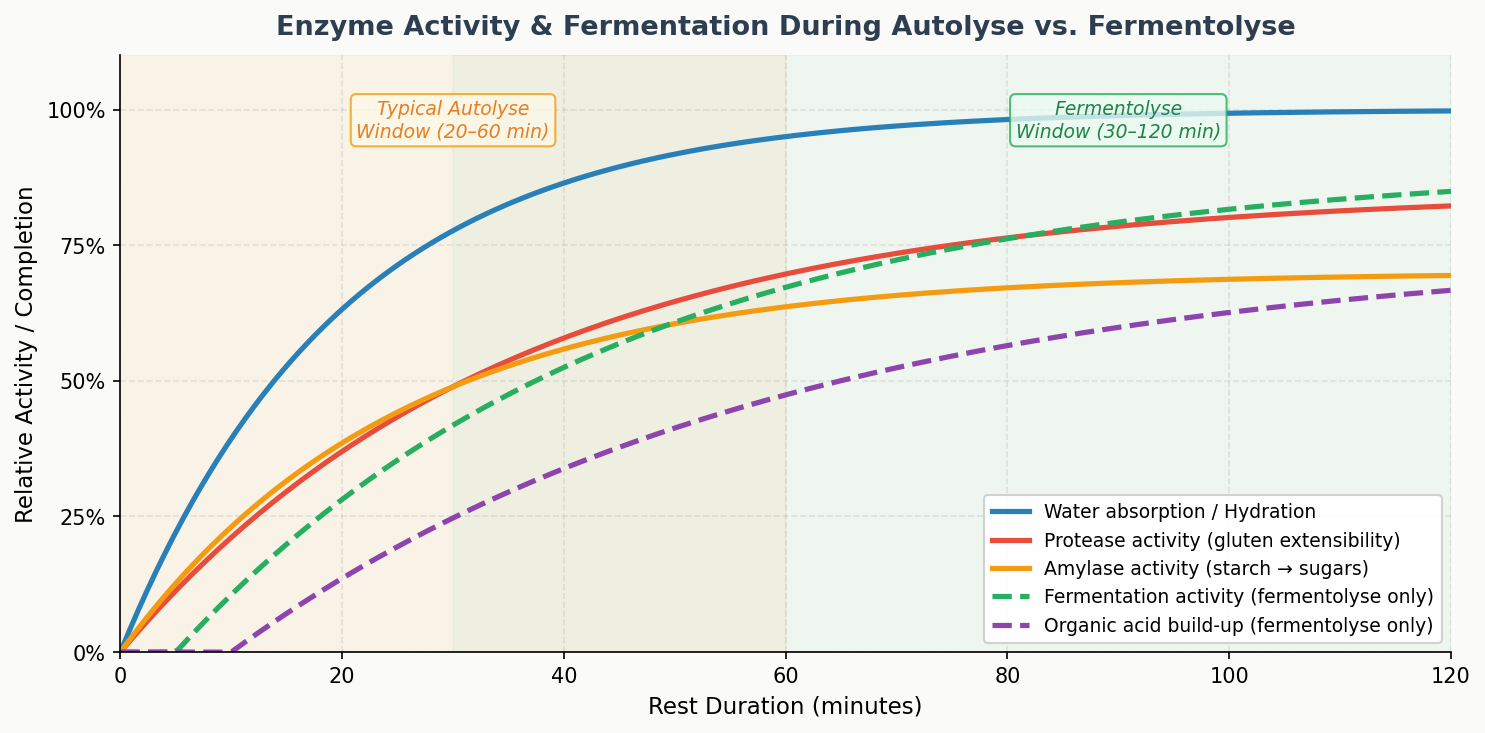 Enzyme Activity & Fermentation During Autolyse vs. Fermentolyse
Typical Autolyse
Window (20–60 min)
Fermentolyse
Window (30–120 min)
Relative Activity / Completion
100%
75%
50%
25%
0%
0
20
40
60
80
100
120
Rest Duration (minutes)
Water absorption / Hydration
Protease activity (gluten extensibility)
Amylase activity (starch → sugars)
Fermentation activity (fermentolyse only)
Organic acid build-up (fermentolyse only)